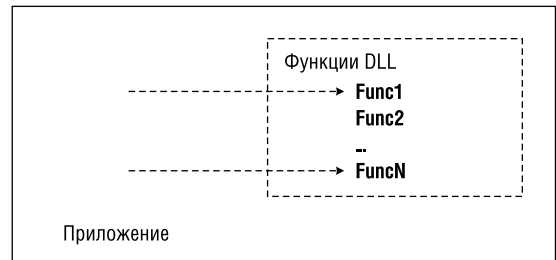 Функции DLL
Func1
Func2
...
FuncN
Приложение